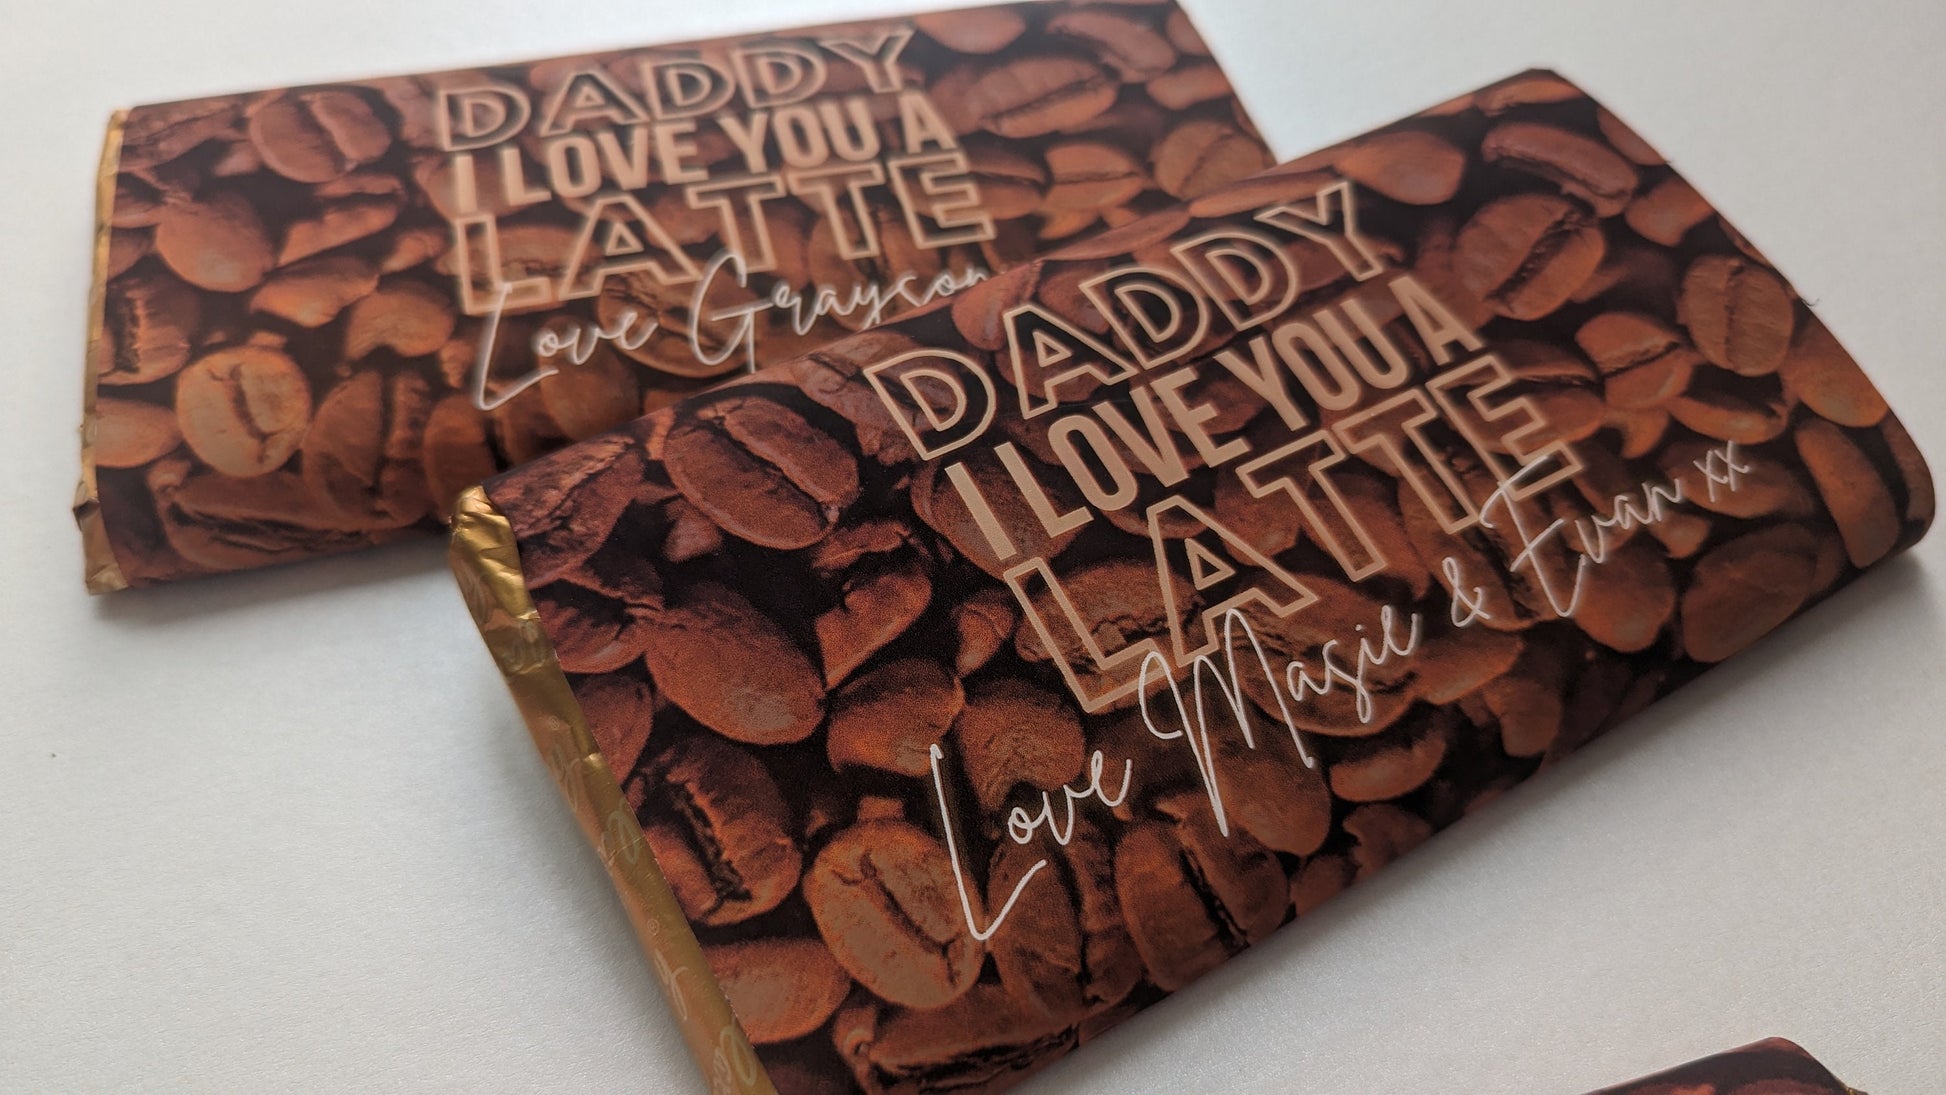 DADDY
I LOVE YOU A
LATTE
Love Grayson
DADDY
I LOVE YOU A
LATTE
Love Masie & Evan xx